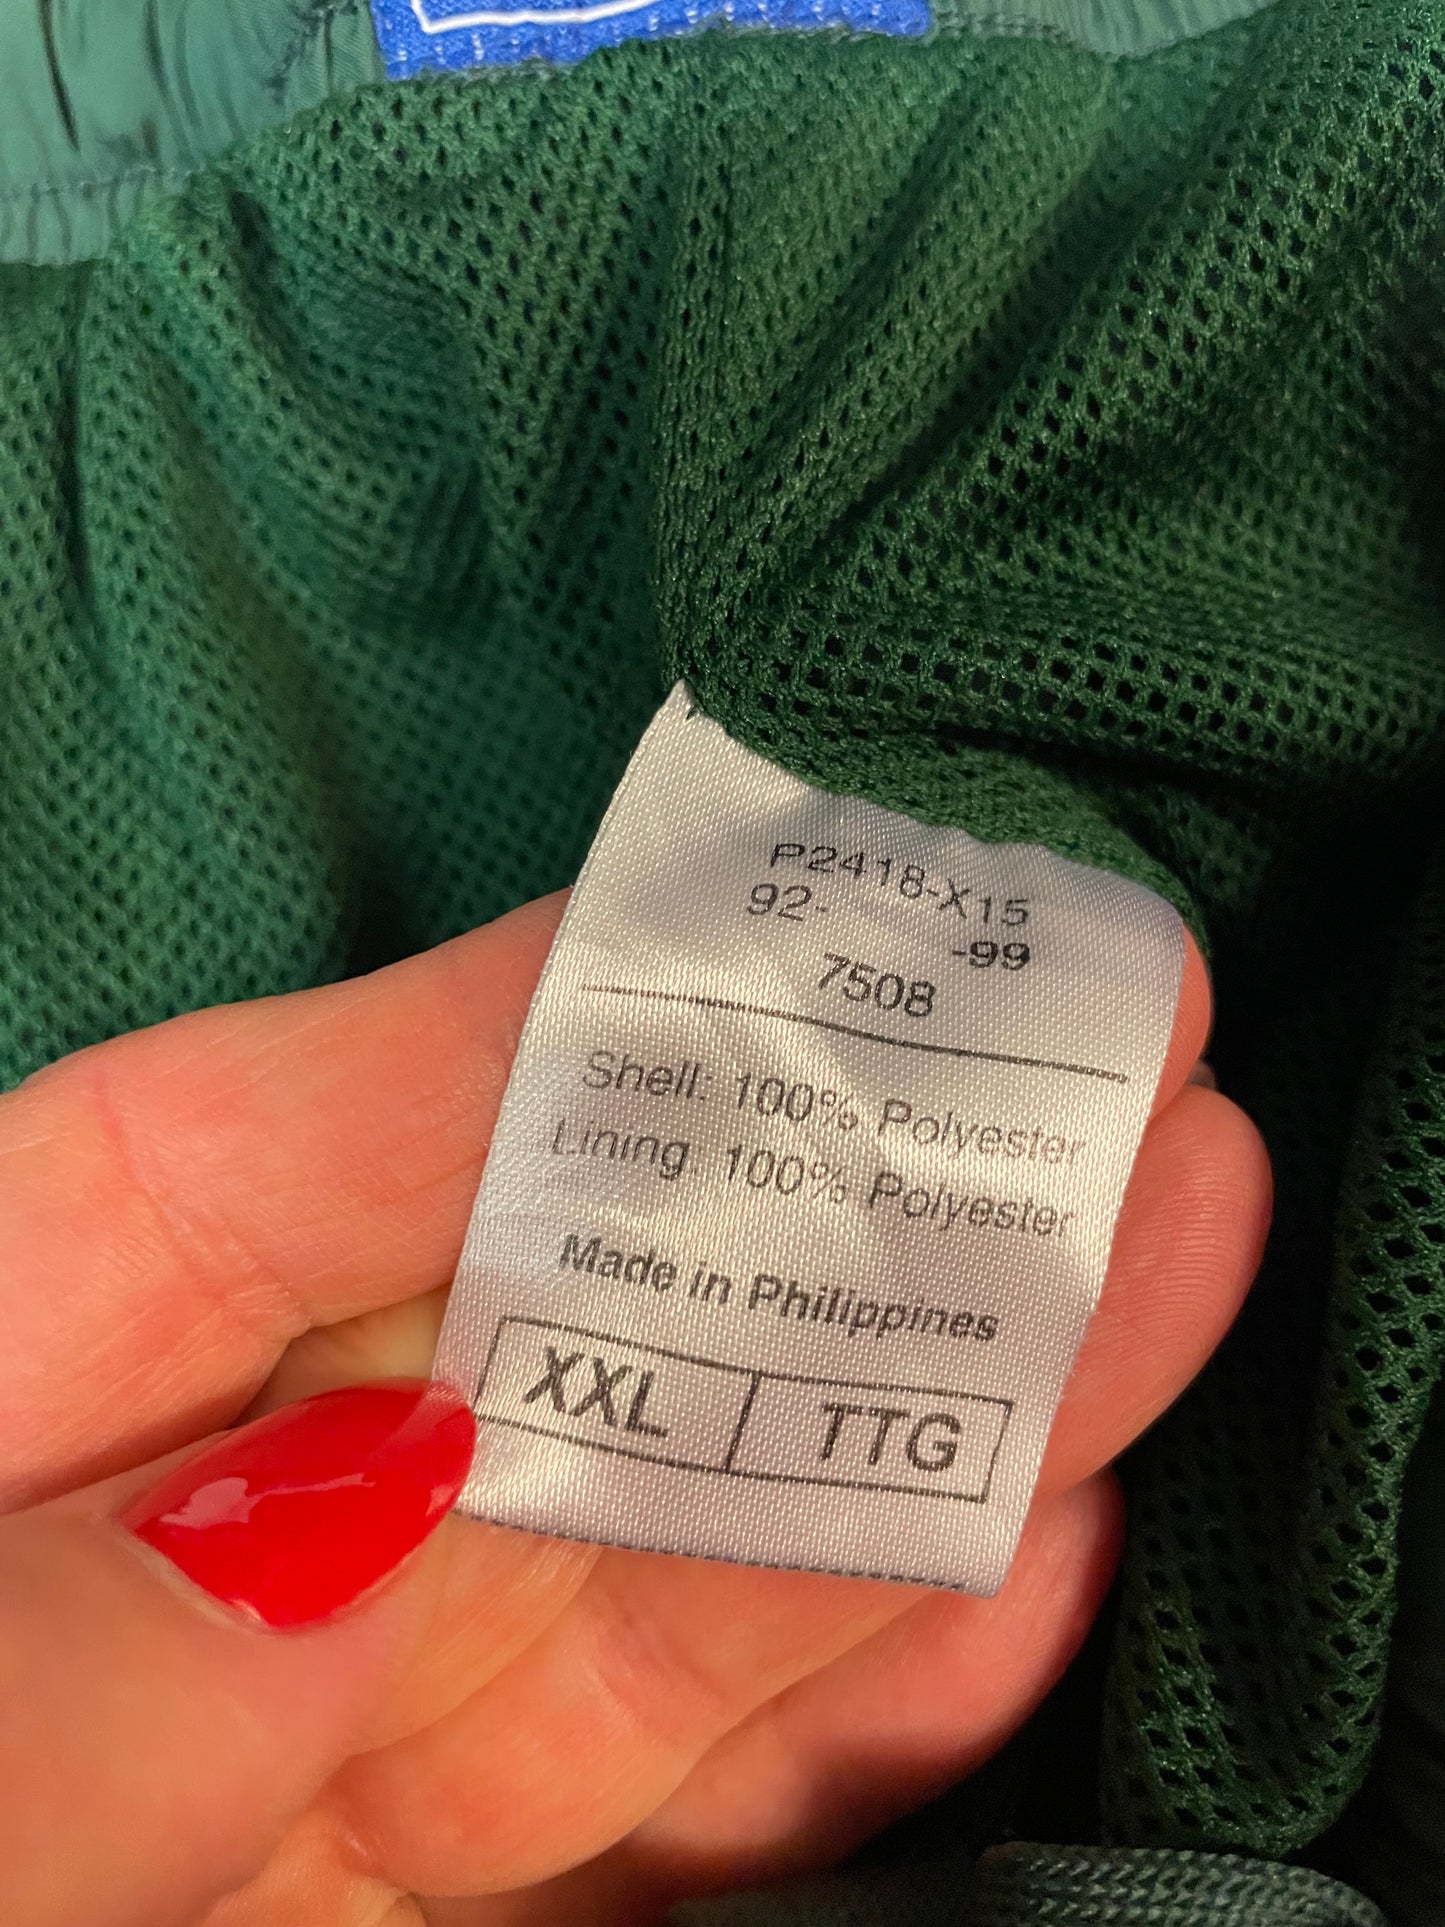 P2418-X15
92- -99
7508
Shell: 100% Polyester
Lining: 100% Polyester
Made in Philippines
XXL TTG